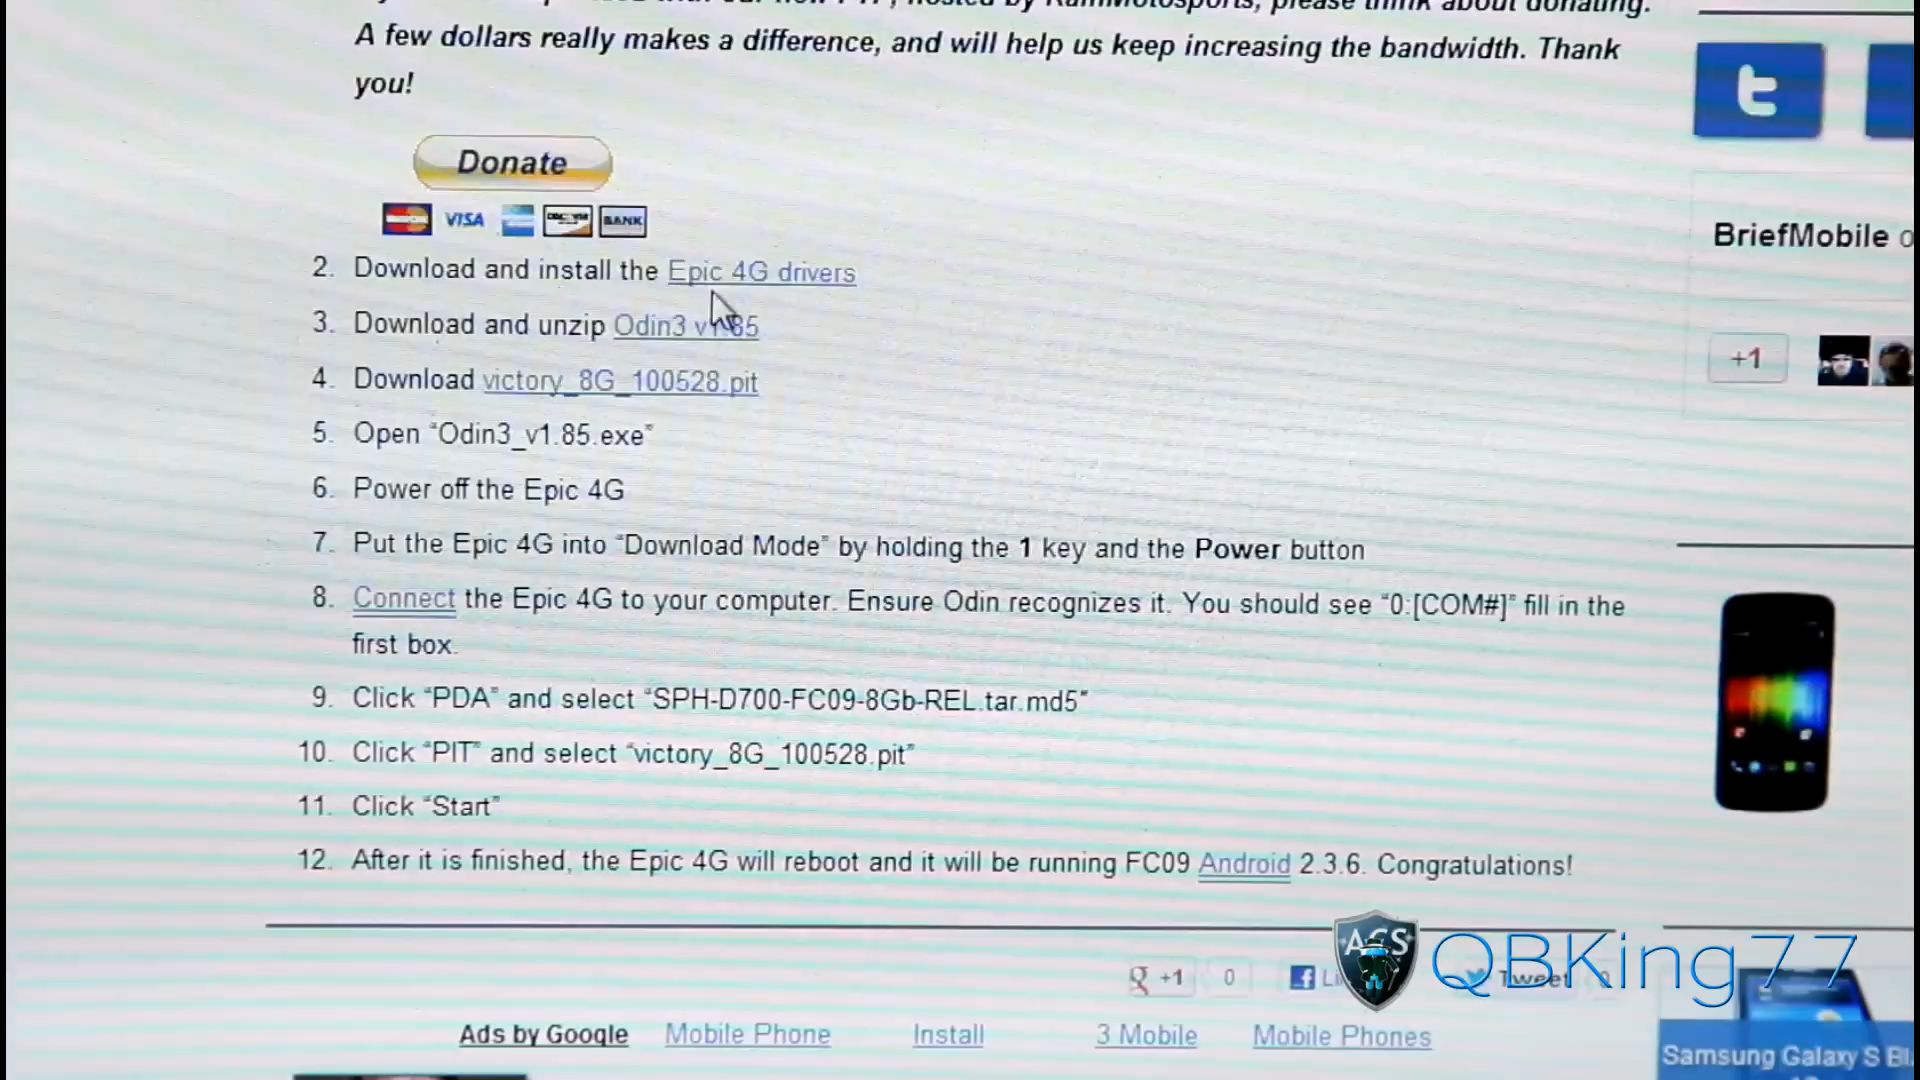 A few dollars really makes a difference, and will help us keep increasing the bandwidth. Thank
you!
Donate
VISA
BANK
2. Download and install the Epic 4G drivers
3. Download and unzip Odin3 v1.85
4. Download victory_8G_100528.pit
5. Open “Odin3_v1.85.exe”
6. Power off the Epic 4G
7. Put the Epic 4G into “Download Mode” by holding the 1 key and the Power button
8. Connect the Epic 4G to your computer. Ensure Odin recognizes it. You should see “0:[COM#]” fill in the
first box.
9. Click “PDA” and select “SPH-D700-FC09-8Gb-REL.tar.md5”
10. Click “PIT” and select “victory_8G_100528.pit”
11. Click “Start”
12. After it is finished, the Epic 4G will reboot and it will be running FC09 Android 2.3.6. Congratulations!
BriefMobile
+1
+1 0
Tweet
ACS QBKing77
Ads by Google Mobile Phone Install 3 Mobile Mobile Phones
Samsung Galaxy S